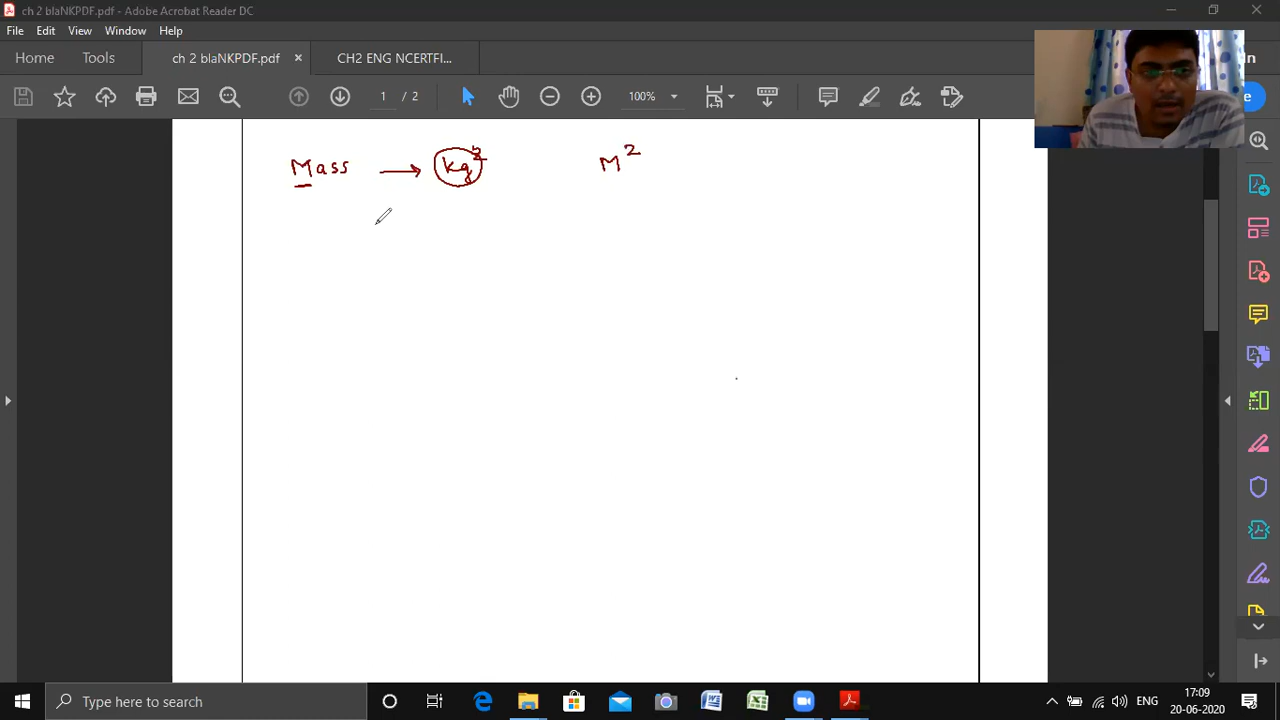 ch 2 blaNKPDF.pdf - Adobe Acrobat Reader DC
File Edit View Window Help
Home Tools ch 2 blaNKPDF.pdf × CH2 ENG NCERTFI... In
1 / 2 100%
Mass → kg² M²
Type here to search
ENG 17:09
20-06-2020